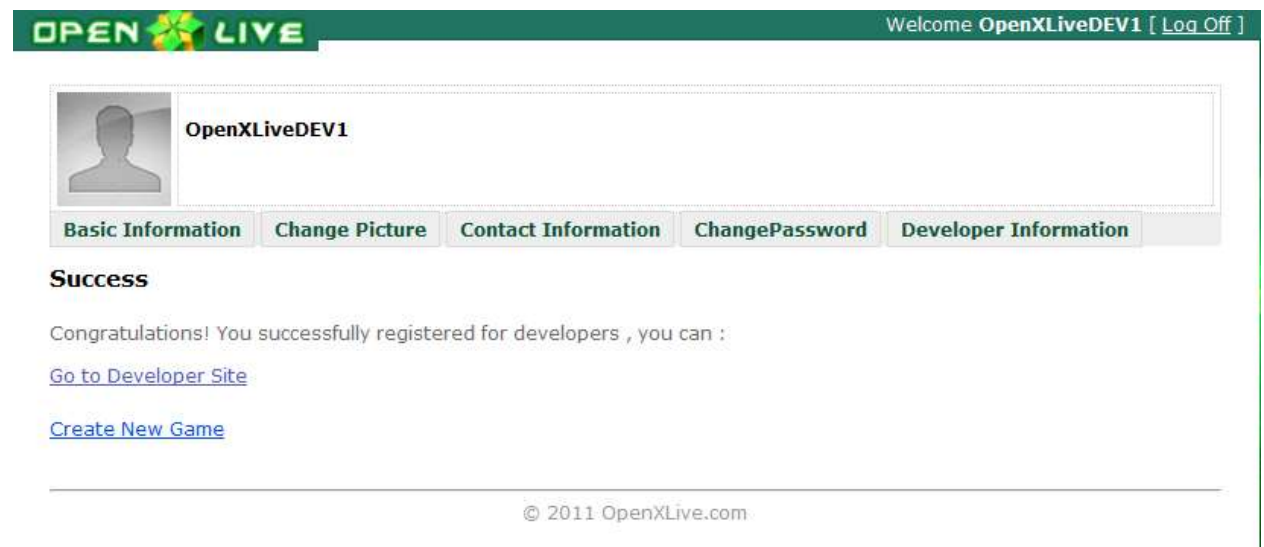 OPEN LIVE
Welcome OpenXLiveDEV1 [ Log Off ]
OpenXLiveDEV1
Basic Information Change Picture Contact Information ChangePassword Developer Information
Success
Congratulations! You successfully registered for developers , you can :
Go to Developer Site
Create New Game
© 2011 OpenXLive.com